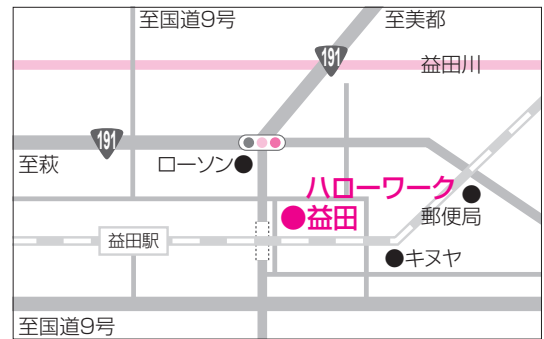 至国道9号
至美都
191
益田川
191
至萩
ローソン
ハローワーク
益田
郵便局
益田駅
キヌヤ
至国道9号